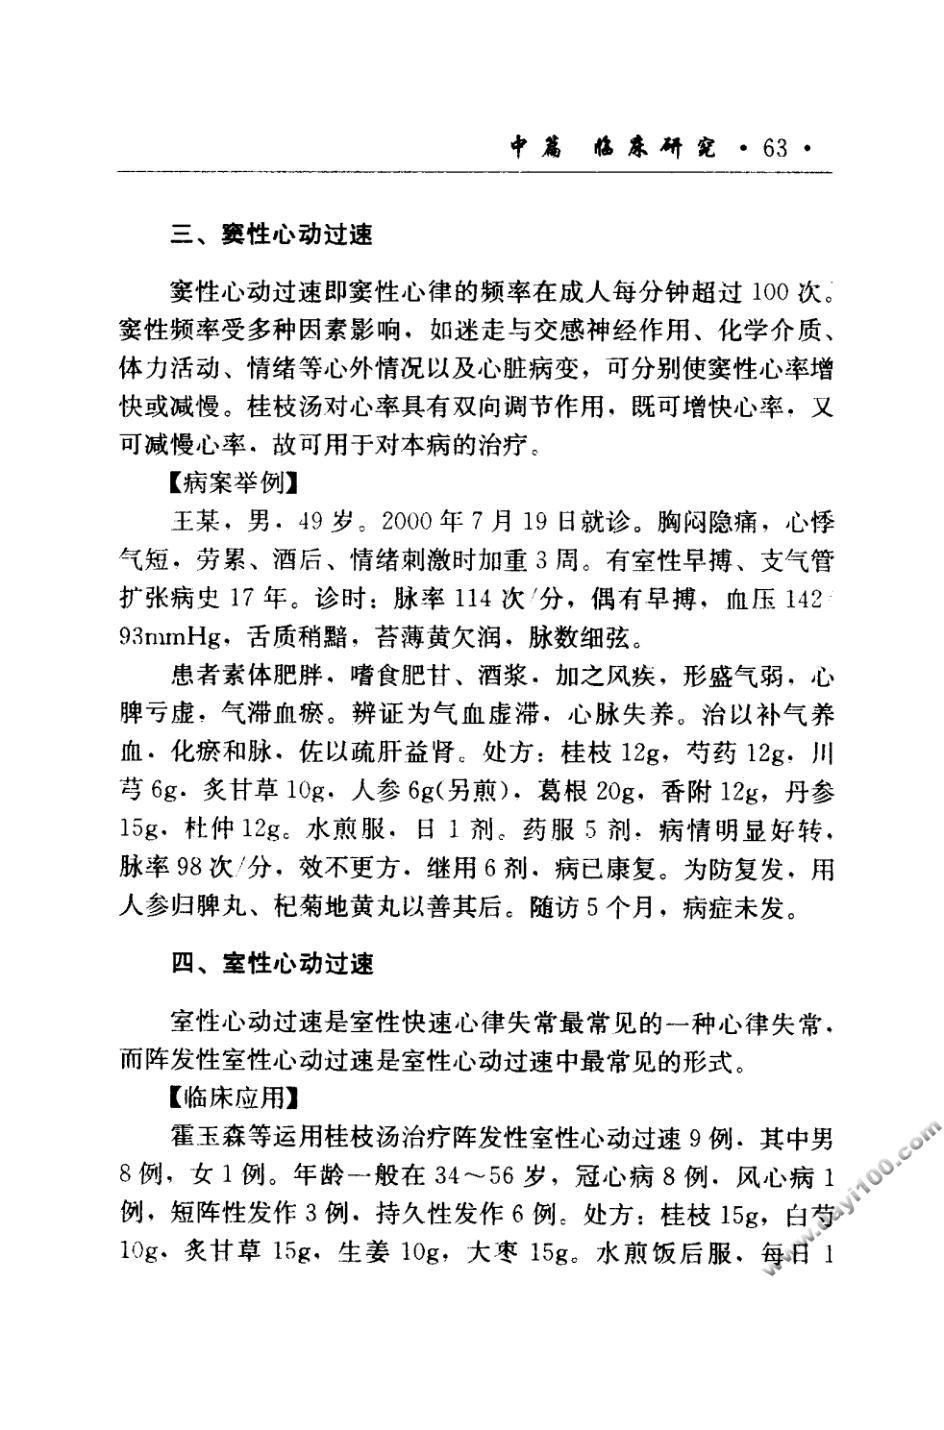 中篇 临床研究 · 63 ·
三、窦性心动过速
窦性心动过速即窦性心律的频率在成人每分钟超过 100 次。
窦性频率受多种因素影响，如迷走与交感神经作用、化学介质、
体力活动、情绪等心外情况以及心脏病变，可分别使窦性心率增
快或减慢。桂枝汤对心率具有双向调节作用，既可增快心率，又
可减慢心率，故可用于对本病的治疗。
【病案举例】
王某，男，49 岁。2000 年 7 月 19 日就诊。胸闷隐痛，心悸
气短，劳累、酒后、情绪刺激时加重 3 周。有室性早搏、支气管
扩张病史 17 年。诊时：脉率 114 次/分，偶有早搏，血压 142
93mmHg，舌质稍黯，苔薄黄欠润，脉数细弦。
患者素体肥胖，嗜食肥甘、酒浆，加之风疾，形盛气弱，心
脾亏虚，气滞血瘀。辨证为气血虚滞，心脉失养。治以补气养
血，化瘀和脉，佐以疏肝益肾。处方：桂枝 12g，芍药 12g，川
芎 6g，炙甘草 10g，人参 6g(另煎)，葛根 20g，香附 12g，丹参
15g，杜仲 12g。水煎服，日 1 剂。药服 5 剂，病情明显好转，
脉率 98 次/分，效不更方，继用 6 剂，病已康复。为防复发，用
人参归脾丸、杞菊地黄丸以善其后。随访 5 个月，病症未发。
四、室性心动过速
室性心动过速是室性快速心律失常最常见的一种心律失常，
而阵发性室性心动过速是室性心动过速中最常见的形式。
【临床应用】
霍玉森等运用桂枝汤治疗阵发性室性心动过速 9 例，其中男
8 例，女 1 例。年龄一般在 34～56 岁，冠心病 8 例，风心病 1
例，短阵性发作 3 例，持久性发作 6 例。处方：桂枝 15g，白芍
10g，炙甘草 15g，生姜 10g，大枣 15g。水煎饭后服，每日 1
www.dayi100.com